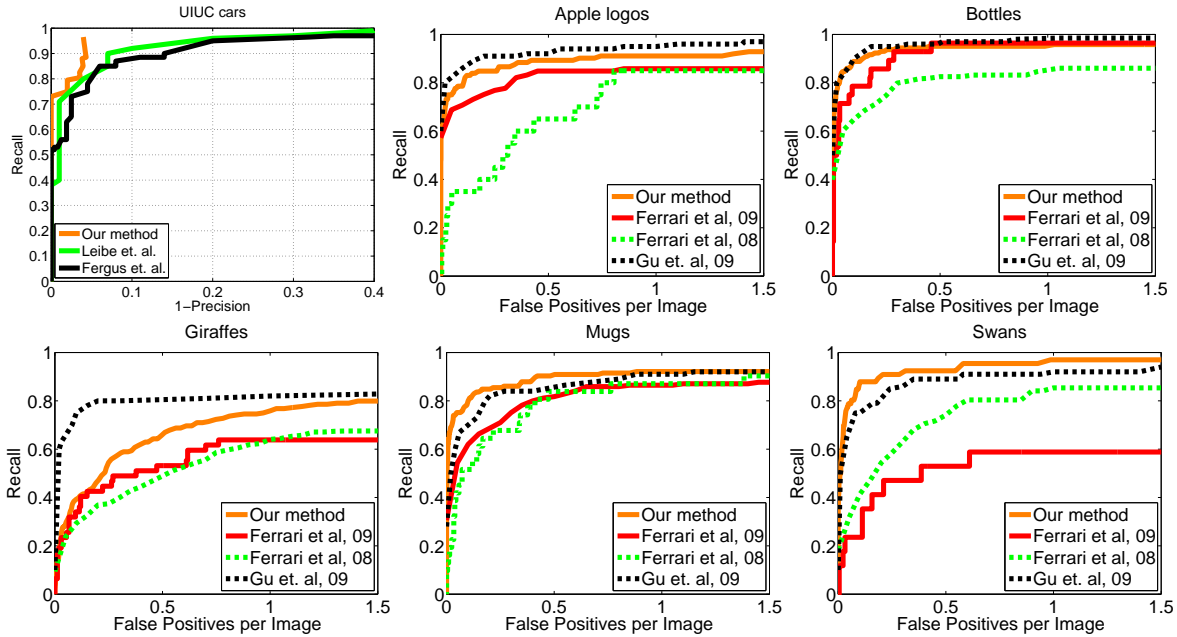 UIUC cars
1
0.9
0.8
0.7
0.6
0.5
0.4
0.3
0.2
0.1
0
Recall
0 0.1 0.2 0.3 0.4
1−Precision
Our method
Leibe et. al.
Fergus et. al.
Apple logos
1
0.8
0.6
0.4
0.2
0
Recall
0.5 1 1.5
False Positives per Image
Our method
Ferrari et al, 09
Ferrari et al, 08
Gu et. al, 09
Bottles
1
0.8
0.6
0.4
0.2
0
Recall
0 0.5 1 1.5
False Positives per Image
Our method
Ferrari et al, 09
Ferrari et al, 08
Gu et. al, 09
Giraffes
1
0.8
0.6
0.4
0.2
0
Recall
0 0.5 1 1.5
False Positives per Image
Our method
Ferrari et al, 09
Ferrari et al, 08
Gu et. al, 09
Mugs
1
0.8
0.6
0.4
0.2
0
Recall
0 0.5 1 1.5
False Positives per Image
Our method
Ferrari et al, 09
Ferrari et al, 08
Gu et. al, 09
Swans
1
0.8
0.6
0.4
0.2
0
Recall
0 0.5 1 1.5
False Positives per Image
Our method
Ferrari et al, 09
Ferrari et al, 08
Gu et. al, 09